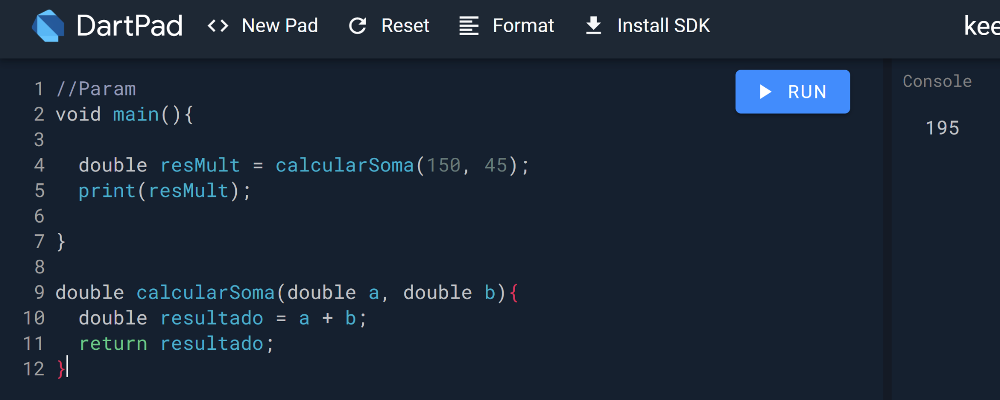 DartPad <> New Pad Reset Format Install SDK kee
RUN
Console
195
1 //Param
2 void main(){
3
4   double resMult = calcularSoma(150, 45);
5   print(resMult);
6
7 }
8
9 double calcularSoma(double a, double b){
10   double resultado = a + b;
11   return resultado;
12 }